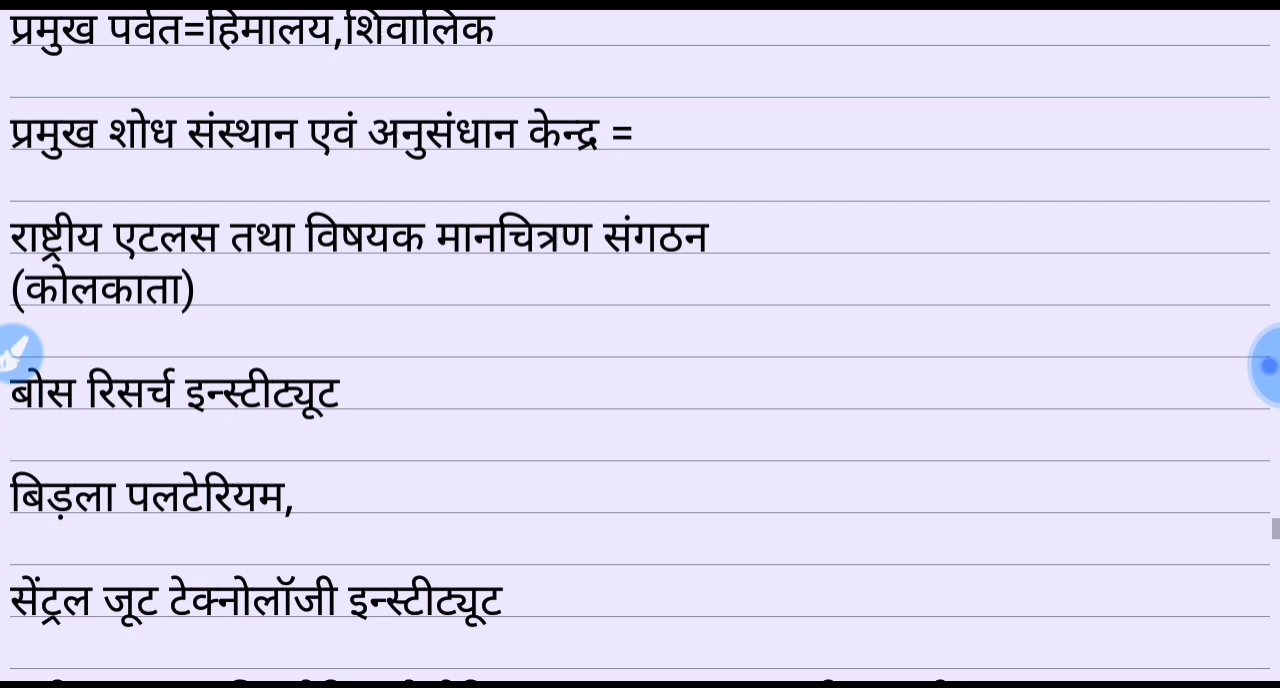 प्रमुख पर्वत=हिमालय,शिवालिक
प्रमुख शोध संस्थान एवं अनुसंधान केन्द्र =
राष्ट्रीय एटलस तथा विषयक मानचित्रण संगठन
(कोलकाता)
बोस रिसर्च इन्स्टीट्यूट
बिड़ला पलटेरियम,
सेंट्रल जूट टेक्नोलॉजी इन्स्टीट्यूट